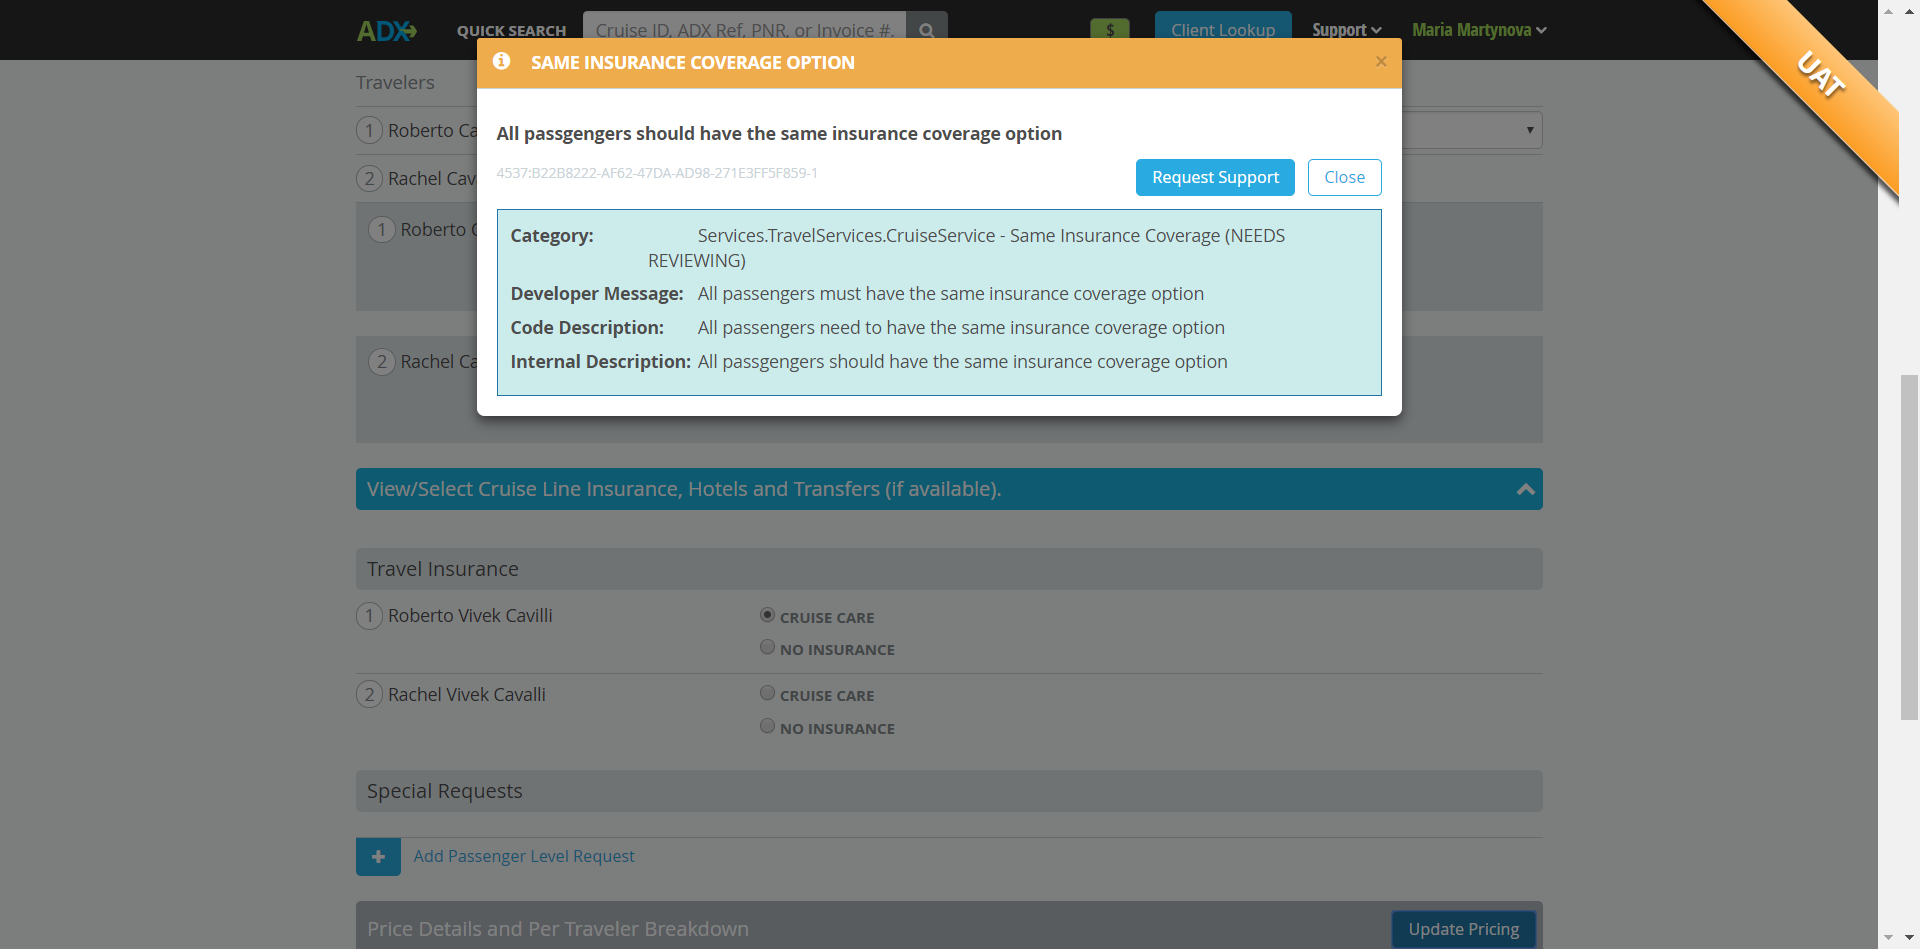 ADX QUICK SEARCH Cruise ID, ADX Ref, PNR, or Invoice #. $ Client Lookup Support Maria Martynova
UAT
SAME INSURANCE COVERAGE OPTION ×
Travelers
All passgengers should have the same insurance coverage option
1 Roberto Ca
4537:B22B8222-AF62-47DA-AD98-271E3FF5F859-1
Request Support Close
2 Rachel Cav
Category: Services.TravelServices.CruiseService - Same Insurance Coverage (NEEDS
REVIEWING)
1 Roberto C
Developer Message: All passengers must have the same insurance coverage option
Code Description: All passengers need to have the same insurance coverage option
Internal Description: All passgengers should have the same insurance coverage option
2 Rachel Ca
View/Select Cruise Line Insurance, Hotels and Transfers (if available).
Travel Insurance
1 Roberto Vivek Cavilli CRUISE CARE
NO INSURANCE
2 Rachel Vivek Cavalli CRUISE CARE
NO INSURANCE
Special Requests
+ Add Passenger Level Request
Price Details and Per Traveler Breakdown Update Pricing